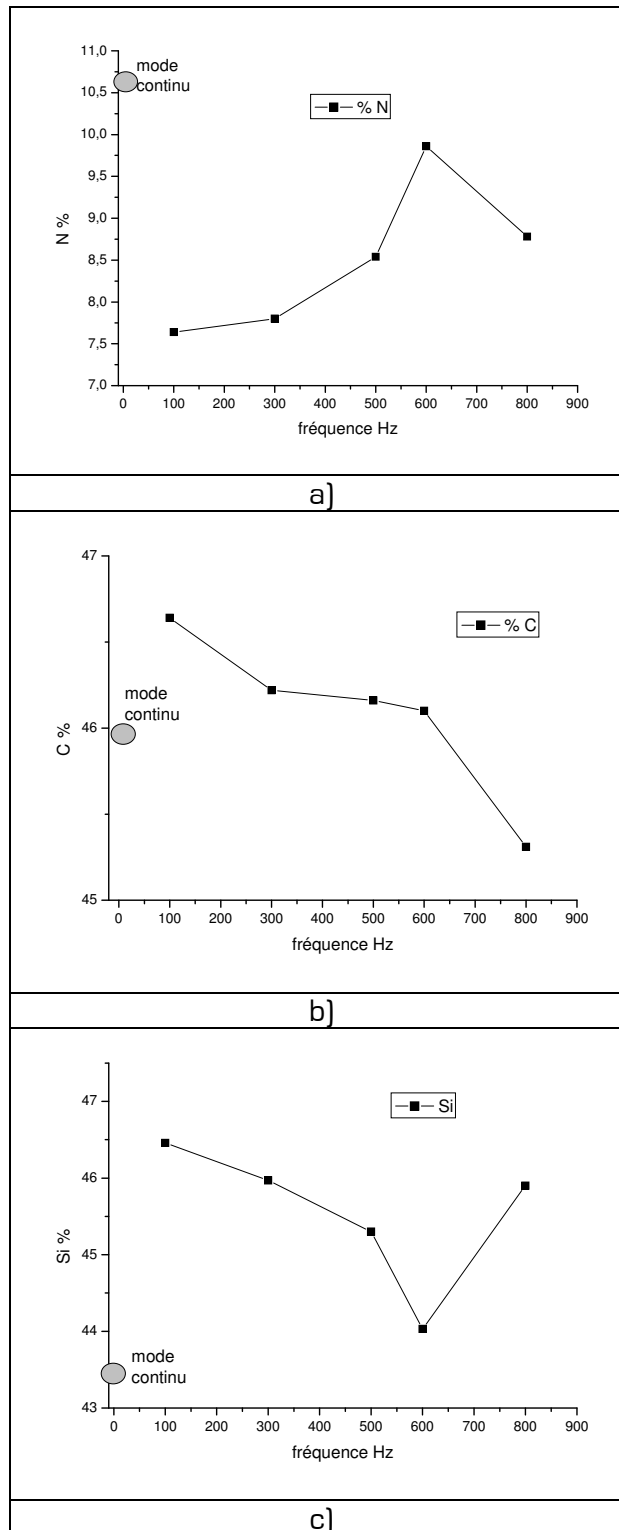 11,0
mode
continu
10,5
% N
10,0
9,5
N %
9,0
8,5
8,0
7,5
7,0
0 100 200 300 400 500 600 700 800 900
fréquence Hz
a)
47
% C
mode
continu
46
C %
45
0 100 200 300 400 500 600 700 800 900
fréquence Hz
b)
47
Si
46
Si %
45
44
mode
continu
43
0 100 200 300 400 500 600 700 800 900
fréquence Hz
c)